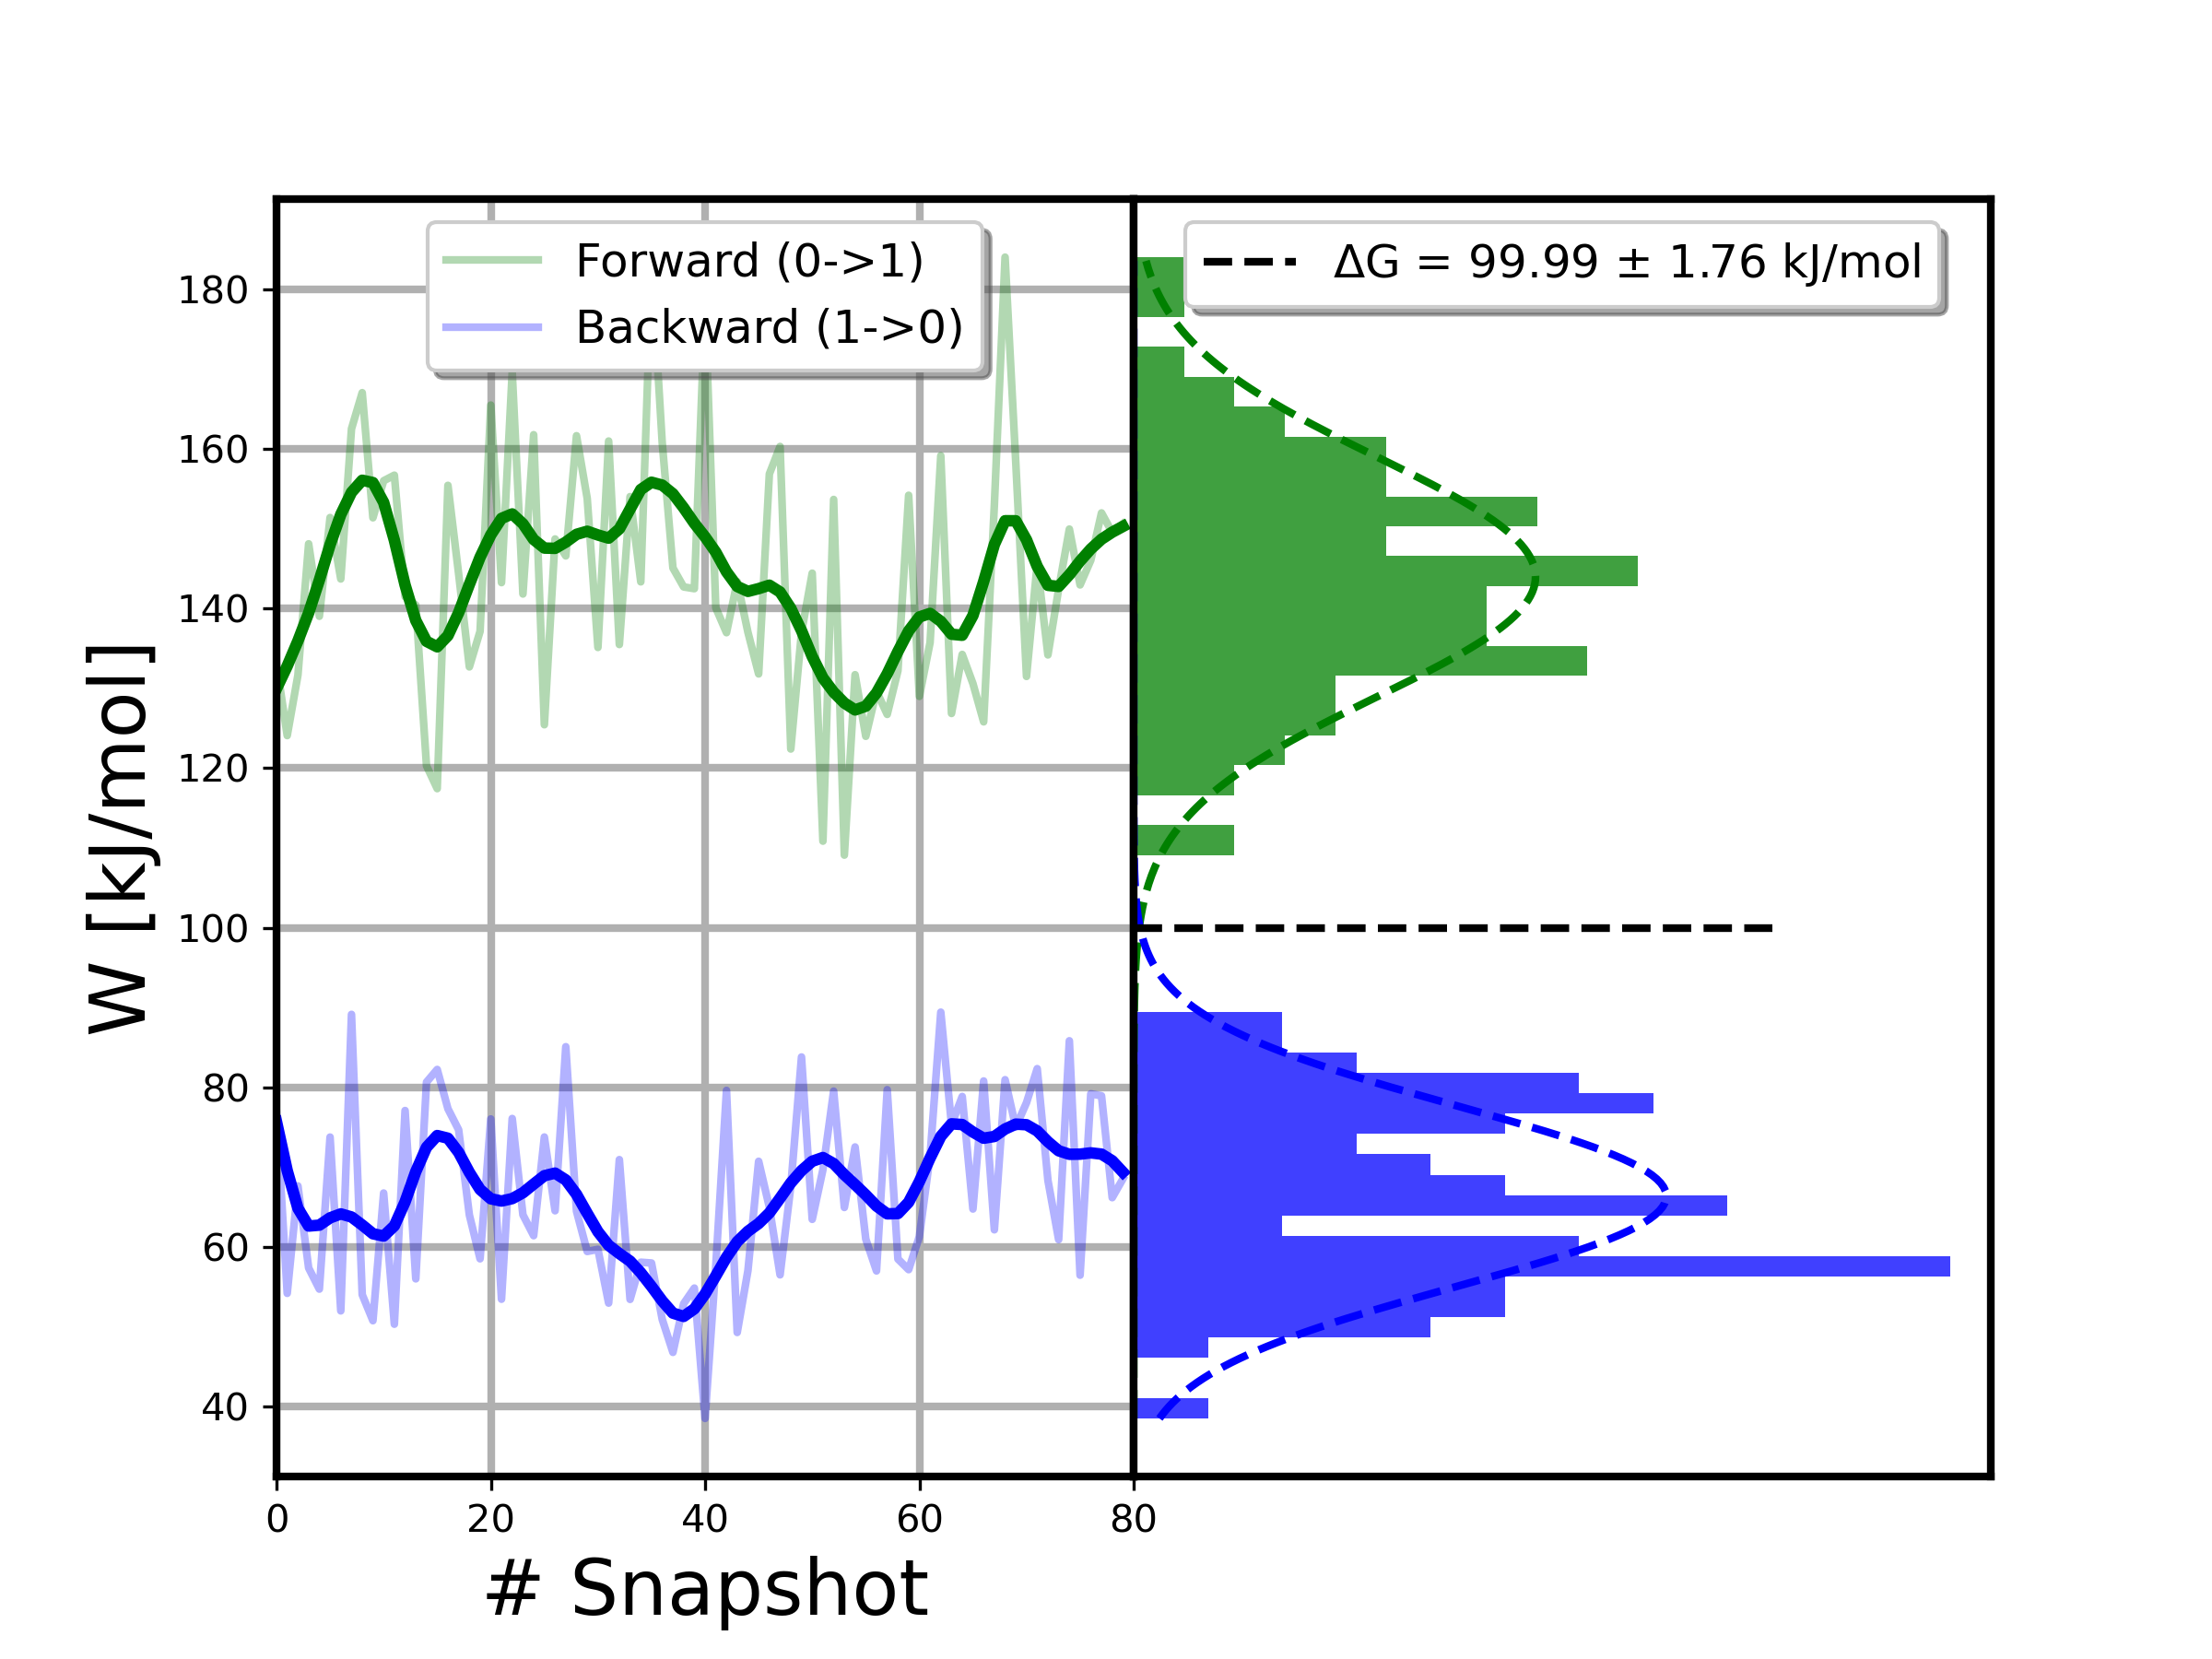 Forward (0->1)
Backward (1->0)
ΔG = 99.99 ± 1.76 kJ/mol
W [kJ/mol]
180
160
140
120
100
80
60
40
0 20 40 60 80
# Snapshot